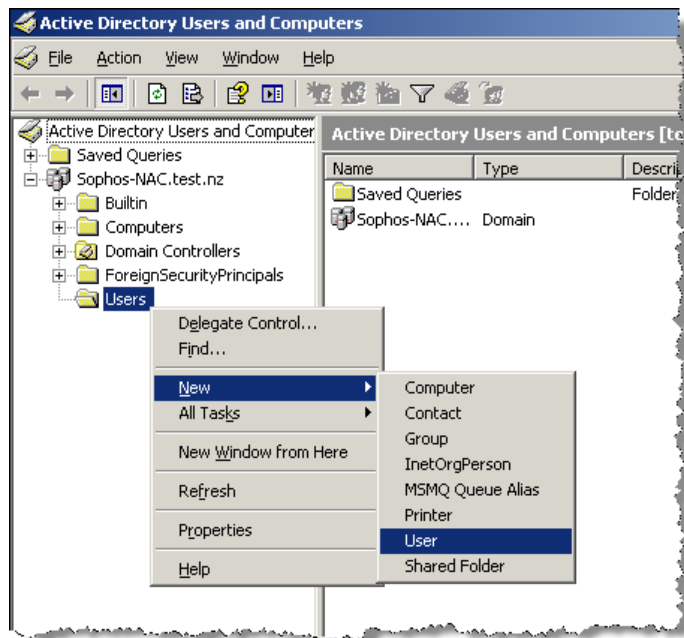 Active Directory Users and Computers
File Action View Window Help
Active Directory Users and Computer
Saved Queries
Sophos-NAC.test.nz
Builtin
Computers
Domain Controllers
ForeignSecurityPrincipals
Users
Active Directory Users and Computers [te
Name Type Descri
Saved Queries Folder
Sophos-NAC.... Domain
Delegate Control...
Find...
New
All Tasks
New Window from Here
Refresh
Properties
Help
Computer
Contact
Group
InetOrgPerson
MSMQ Queue Alias
Printer
User
Shared Folder